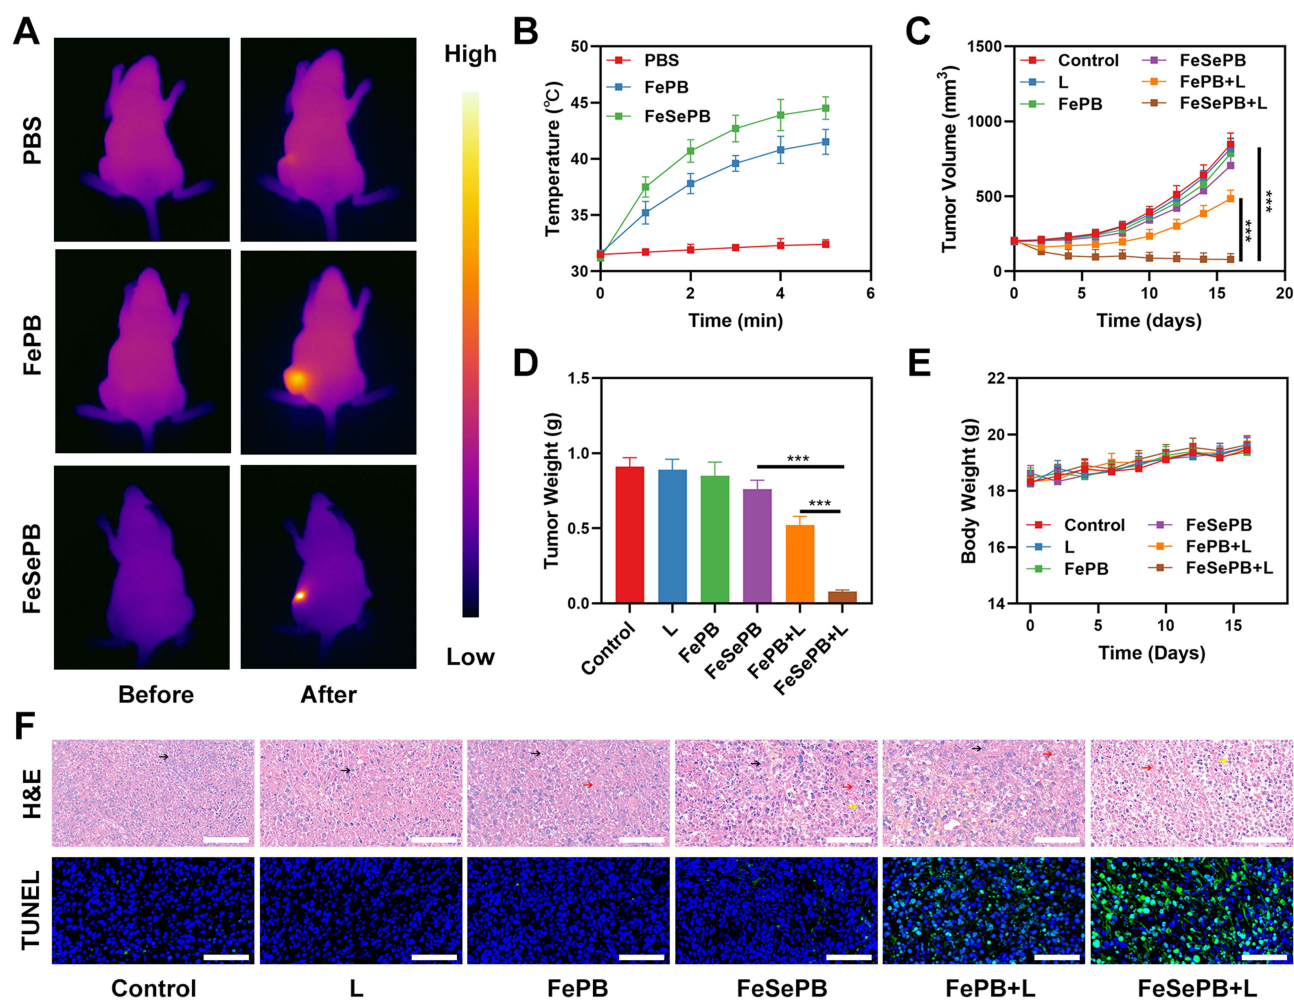 A
PBS
FePB
FeSePB
Before
After
High
Low
B
50
45
40
35
30
Temperature (°C)
PBS
FePB
FeSePB
0
2
4
6
Time (min)
C
1500
1000
500
0
Tumor Volume (mm³)
Control
L
FePB
FeSePB
FePB+L
FeSePB+L
***
***
0
5
10
15
20
Time (days)
D
1.5
1.0
0.5
0.0
Tumor Weight (g)
***
***
Control
L
FePB
FeSePB
FePB+L
FeSePB+L
E
22
20
18
16
14
Body Weight (g)
Control
L
FePB
FeSePB
FePB+L
FeSePB+L
0
5
10
15
Time (Days)
F
H&E
TUNEL
Control
L
FePB
FeSePB
FePB+L
FeSePB+L